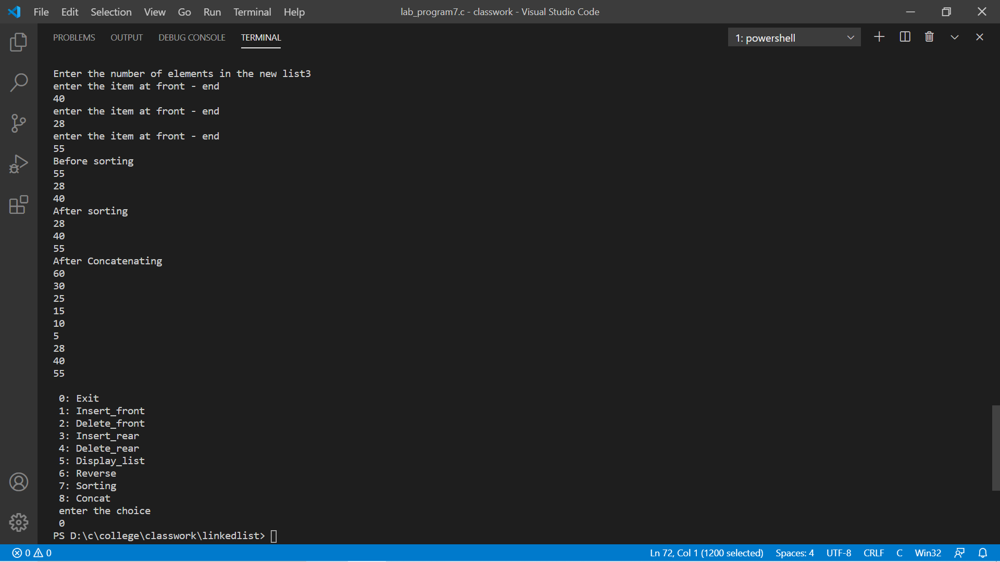 File Edit Selection View Go Run Terminal Help lab_program7.c - classwork - Visual Studio Code
PROBLEMS OUTPUT DEBUG CONSOLE TERMINAL 1: powershell
Enter the number of elements in the new list3
enter the item at front - end
40
enter the item at front - end
28
enter the item at front - end
55
Before sorting
55
28
40
After sorting
28
40
55
After Concatenating
60
30
25
15
10
5
28
40
55
0: Exit
1: Insert_front
2: Delete_front
3: Insert_rear
4: Delete_rear
5: Display_list
6: Reverse
7: Sorting
8: Concat
enter the choice
0
PS D:\c\college\classwork\linkedlist>
0 0 Ln 72, Col 1 (1200 selected) Spaces: 4 UTF-8 CRLF C Win32